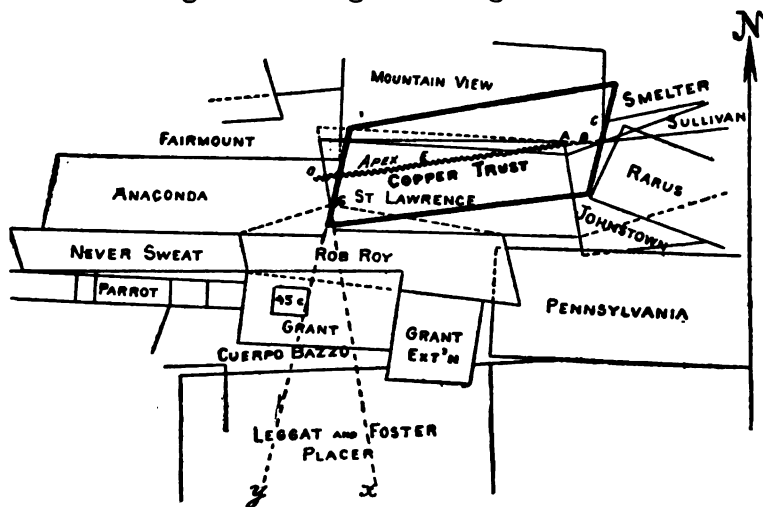 N
MOUNTAIN VIEW
SMELTER
C
SULLIVAN
FAIRMOUNT
A B
APEX E
D
COPPER TRUST
RARUS
ANACONDA
ST LAWRENCE
JOHNSTOWN
NEVER SWEAT
ROB ROY
PARROT
45 c
GRANT
PENNSYLVANIA
GRANT
EXT'N
CUERPO BAZZO
LEGGAT AND FOSTER
PLACER
y
x